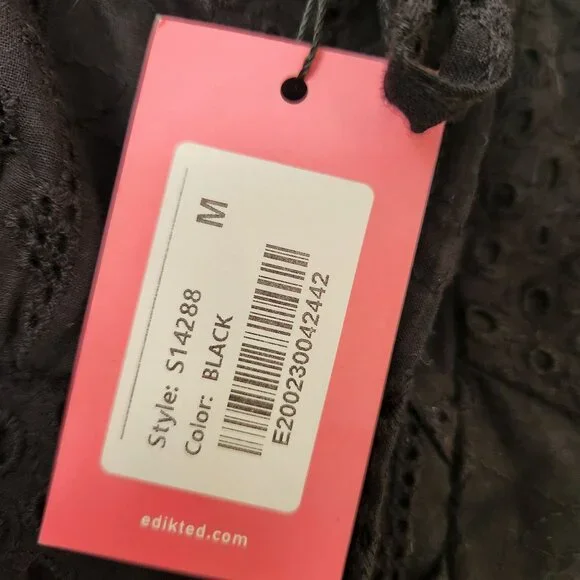 M
Style: S14288
Color: BLACK
E200230042442
edikted.com